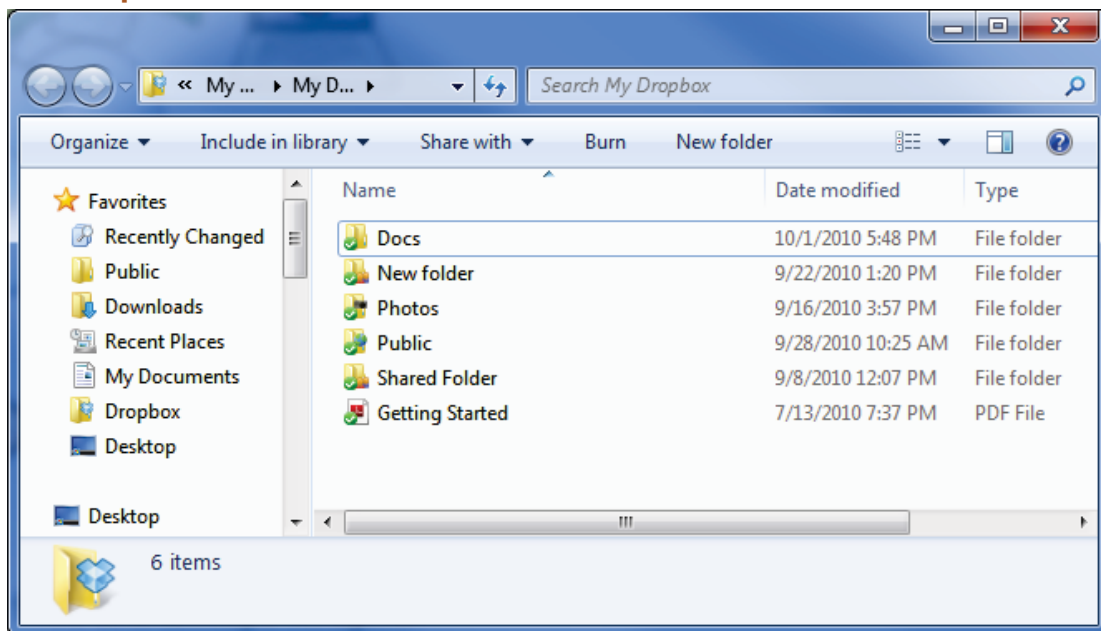 « My ... ▸ My D... ▸ Search My Dropbox
Organize Include in library Share with Burn New folder
Favorites
Recently Changed
Public
Downloads
Recent Places
My Documents
Dropbox
Desktop
Desktop
Name Date modified Type
Docs 10/1/2010 5:48 PM File folder
New folder 9/22/2010 1:20 PM File folder
Photos 9/16/2010 3:57 PM File folder
Public 9/28/2010 10:25 AM File folder
Shared Folder 9/8/2010 12:07 PM File folder
Getting Started 7/13/2010 7:37 PM PDF File
6 items